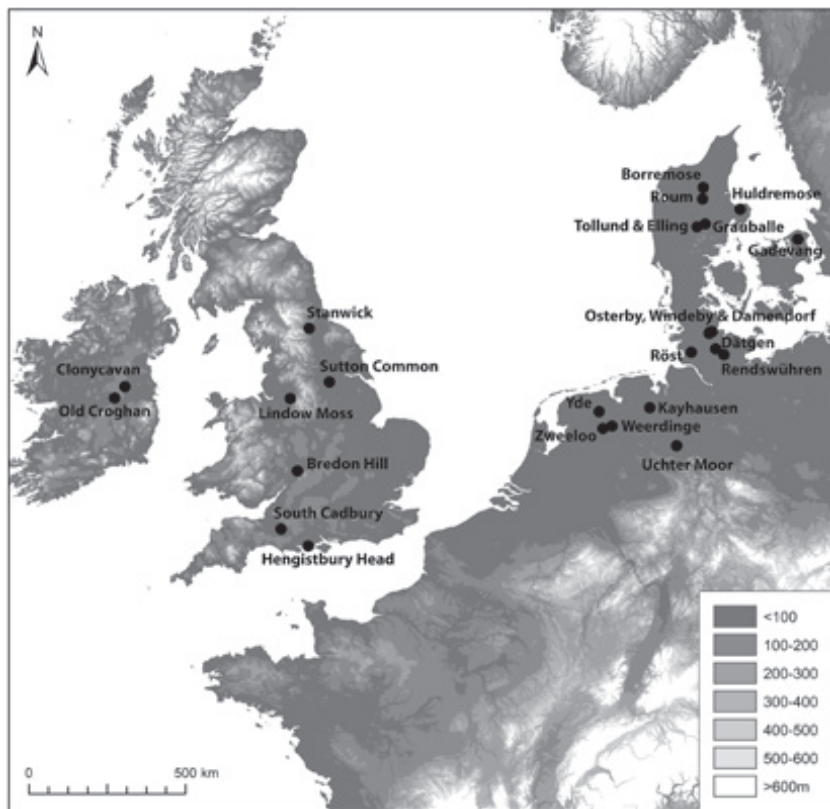 N
Borremose
Roum
Huldremose
Tollund & Elling
Grauballe
Gadevang
Osterby, Windeby & Damendorf
Stanwick
Dätgen
Röst
Rendswühren
Clonycavan
Sutton Common
Old Croghan
Lindow Moss
Yde
Kayhausen
Weerdinge
Zweeloo
Uchter Moor
Bredon Hill
South Cadbury
Hengistbury Head
<100
100-200
200-300
300-400
400-500
500-600
>600m
0 500 km